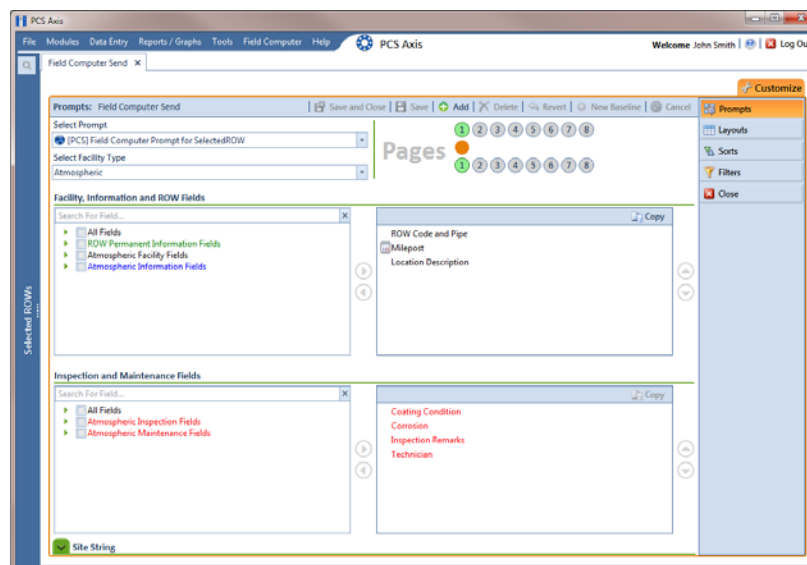 PCS Axis
File Modules Data Entry Reports / Graphs Tools Field Computer Help PCS Axis Welcome John Smith Log Ou
Field Computer Send X
Customize
Prompts: Field Computer Send Save and Close Save Add Delete Revert New Baseline Cancel
Prompts
Select Prompt
[PCS] Field Computer Prompt for SelectedROW
Pages 1 2 3 4 5 6 7 8
Layouts
Select Facility Type
Atmospheric
1 2 3 4 5 6 7 8
Sorts
Filters
Close
Facility, Information and ROW Fields
Search For Field...
Copy
All Fields
ROW Permanent Information Fields
Atmospheric Facility Fields
Atmospheric Information Fields
ROW Code and Pipe
Milepost
Location Description
Selected ROWs
Inspection and Maintenance Fields
Search For Field...
Copy
All Fields
Atmospheric Inspection Fields
Atmospheric Maintenance Fields
Coating Condition
Corrosion
Inspection Remarks
Technician
Site String